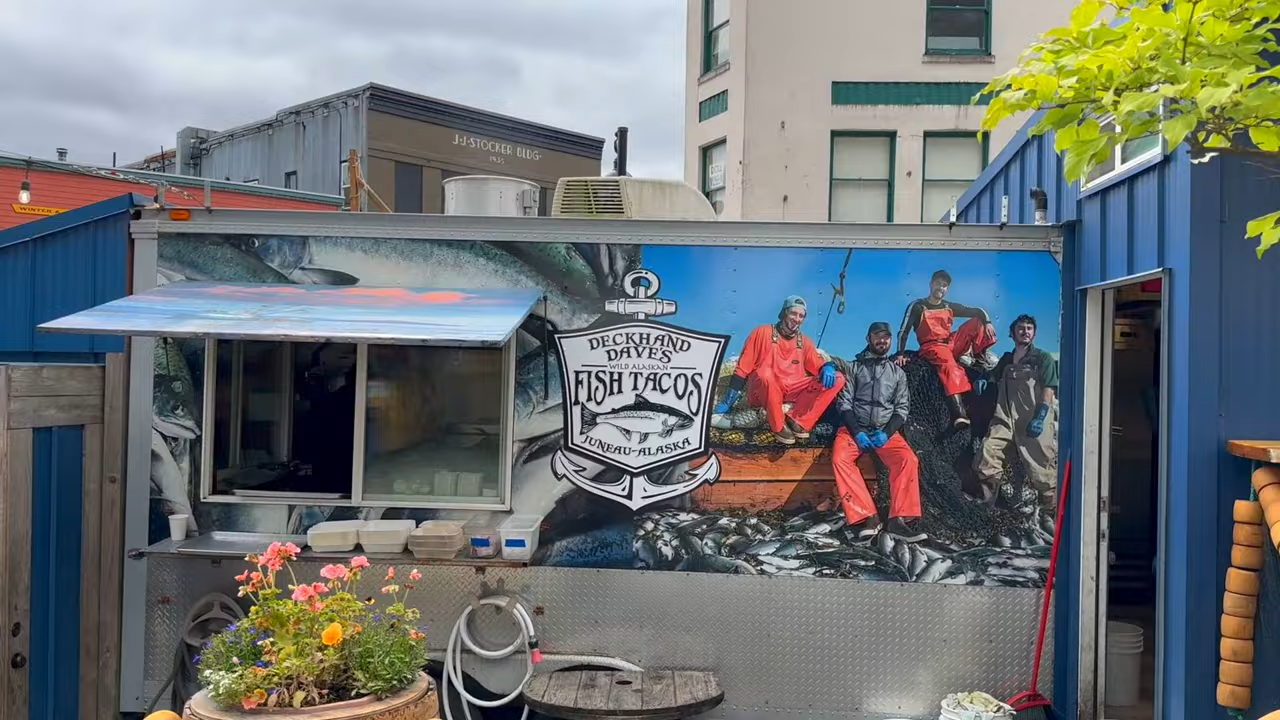 J·J·STOCKER·BLDG·
1935
WINTER
DECKHAND
DAVE'S
WILD ALASKAN
FISH TACOS
JUNEAU-ALASKA